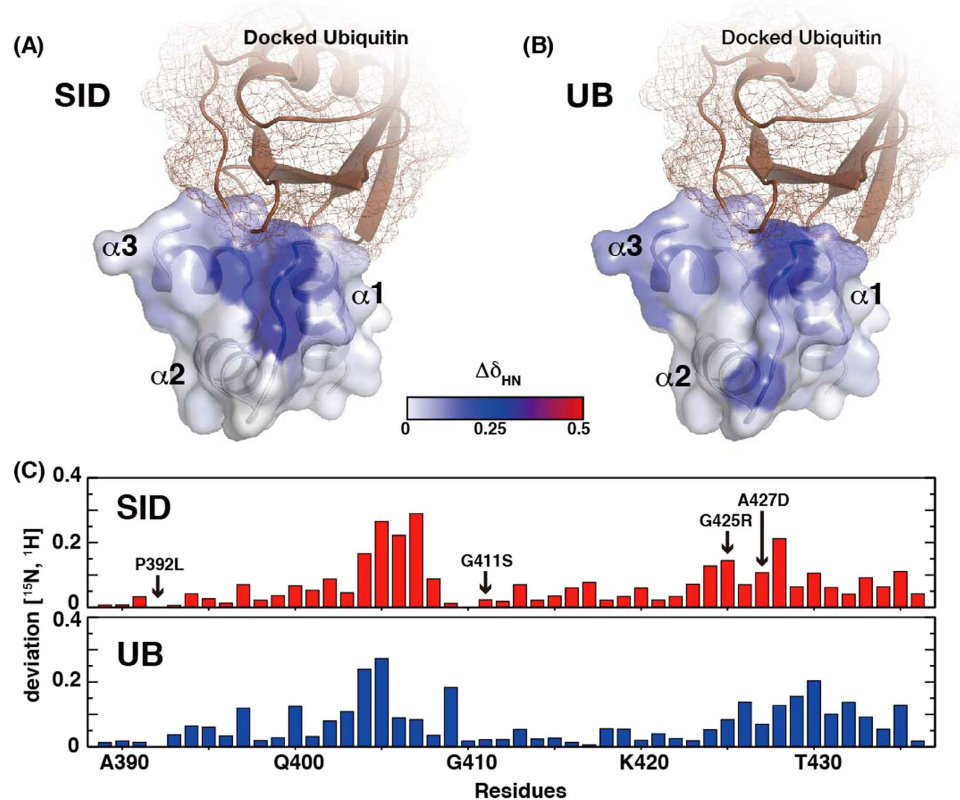 (A)
Docked Ubiquitin
SID
α3
α1
α2
(B)
Docked Ubiquitin
UB
α3
α1
α2
Δδ_HN
0 0.25 0.5
(C)
0.4
SID
P392L
G411S
G425R
A427D
0.2
0
0.4
UB
0.2
0
deviation [¹⁵N, ¹H]
A390 Q400 G410 K420 T430
Residues